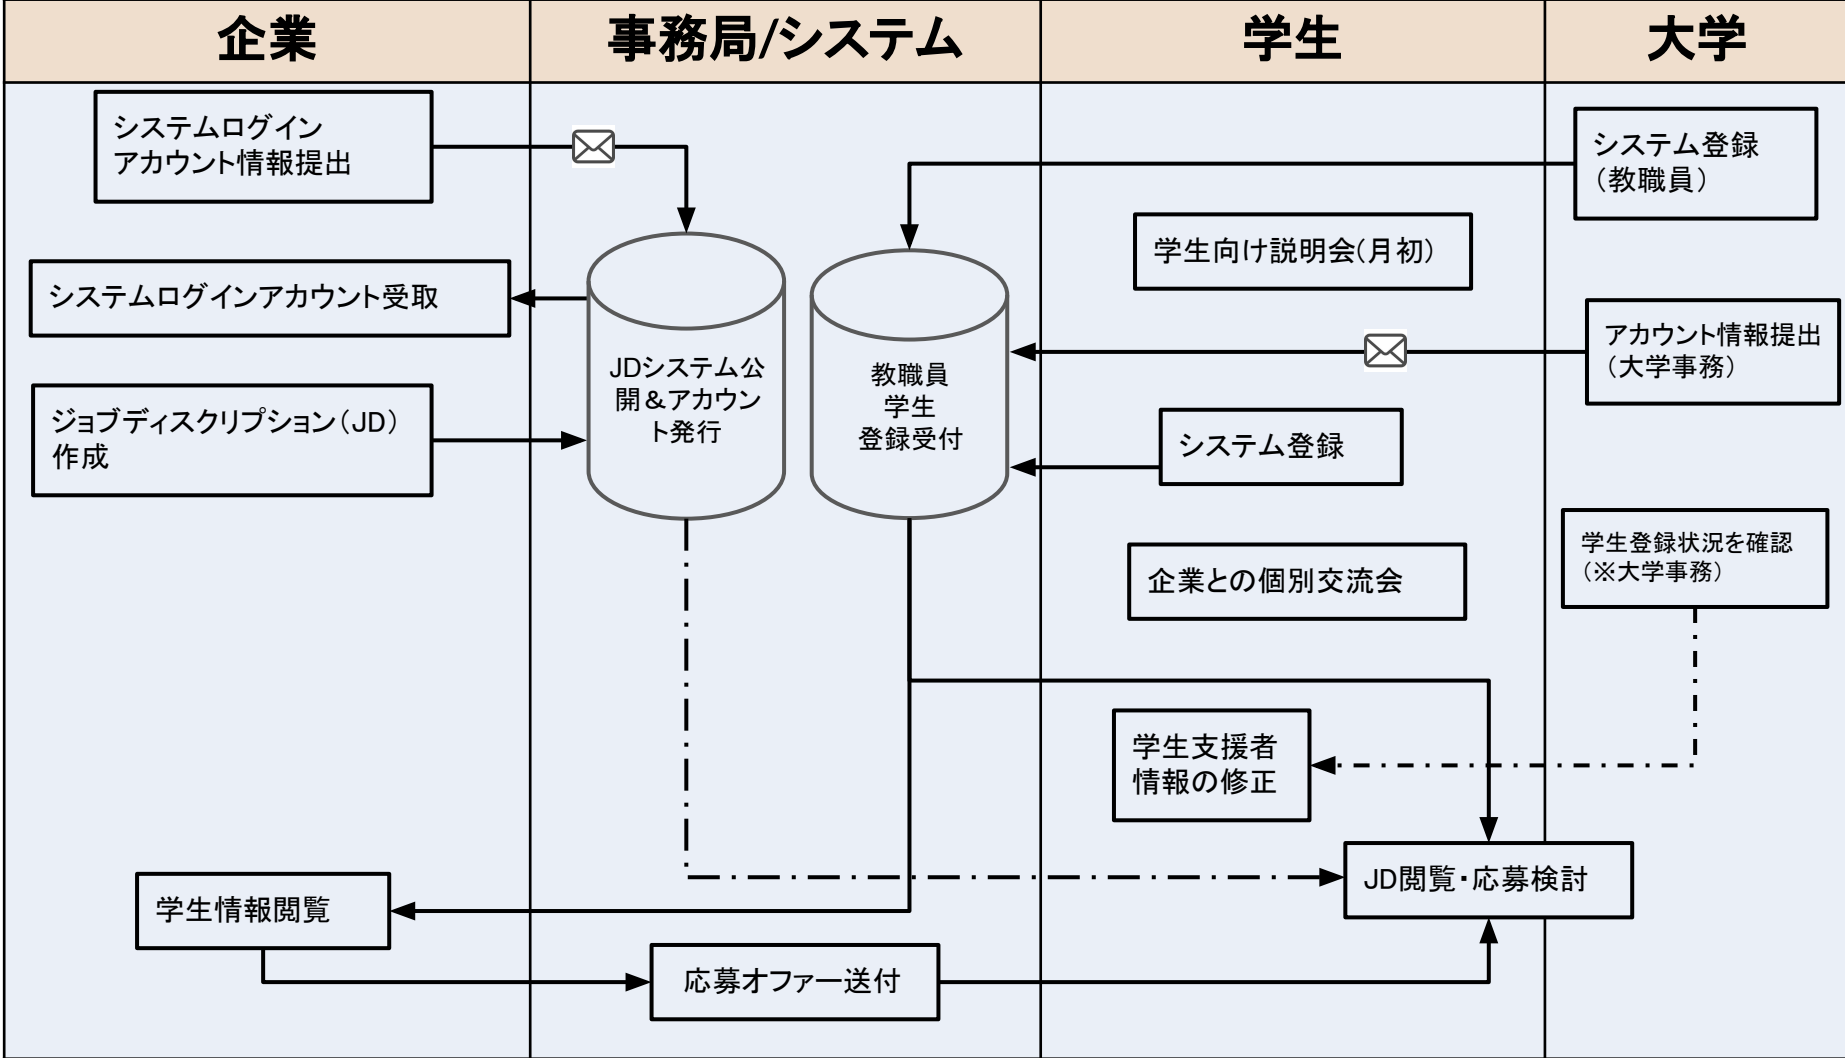 企業
事務局/システム
学生
大学
システムログイン
アカウント情報提出
システムログインアカウント受取
ジョブディスクリプション（JD）
作成
学生情報閲覧
JDシステム公
開＆アカウン
ト発行
教職員
学生
登録受付
応募オファー送付
学生向け説明会(月初)
システム登録
企業との個別交流会
学生支援者
情報の修正
JD閲覧・応募検討
システム登録
（教職員）
アカウント情報提出
（大学事務）
学生登録状況を確認
（※大学事務）